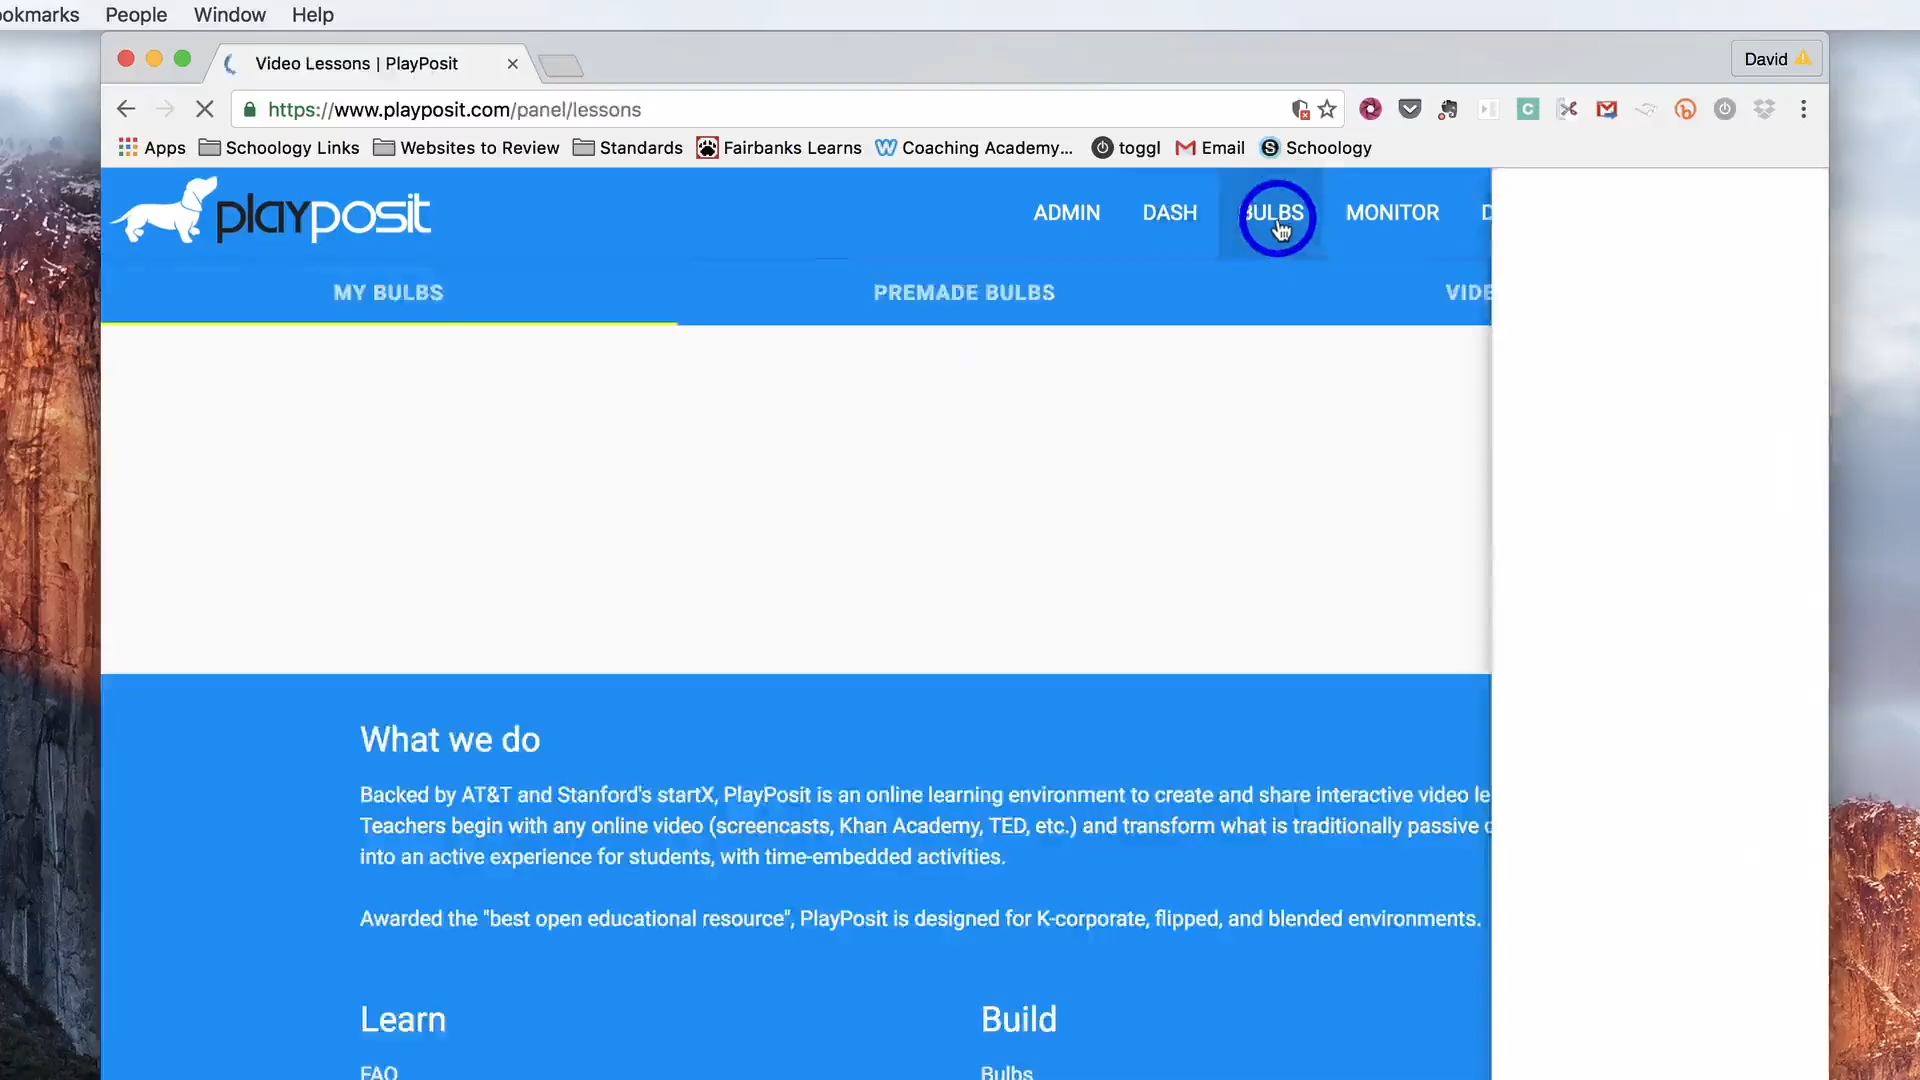 okmarks People Window Help
Video Lessons | PlayPosit
David
https://www.playposit.com/panel/lessons
Apps Schoology Links Websites to Review Standards Fairbanks Learns Coaching Academy... toggl Email Schoology
playposit
ADMIN DASH BULBS MONITOR D
MY BULBS PREMADE BULBS VIDE
What we do
Backed by AT&T and Stanford's startX, PlayPosit is an online learning environment to create and share interactive video le
Teachers begin with any online video (screencasts, Khan Academy, TED, etc.) and transform what is traditionally passive c
into an active experience for students, with time-embedded activities.
Awarded the "best open educational resource", PlayPosit is designed for K-corporate, flipped, and blended environments.
Learn Build
FAQ Bulbs